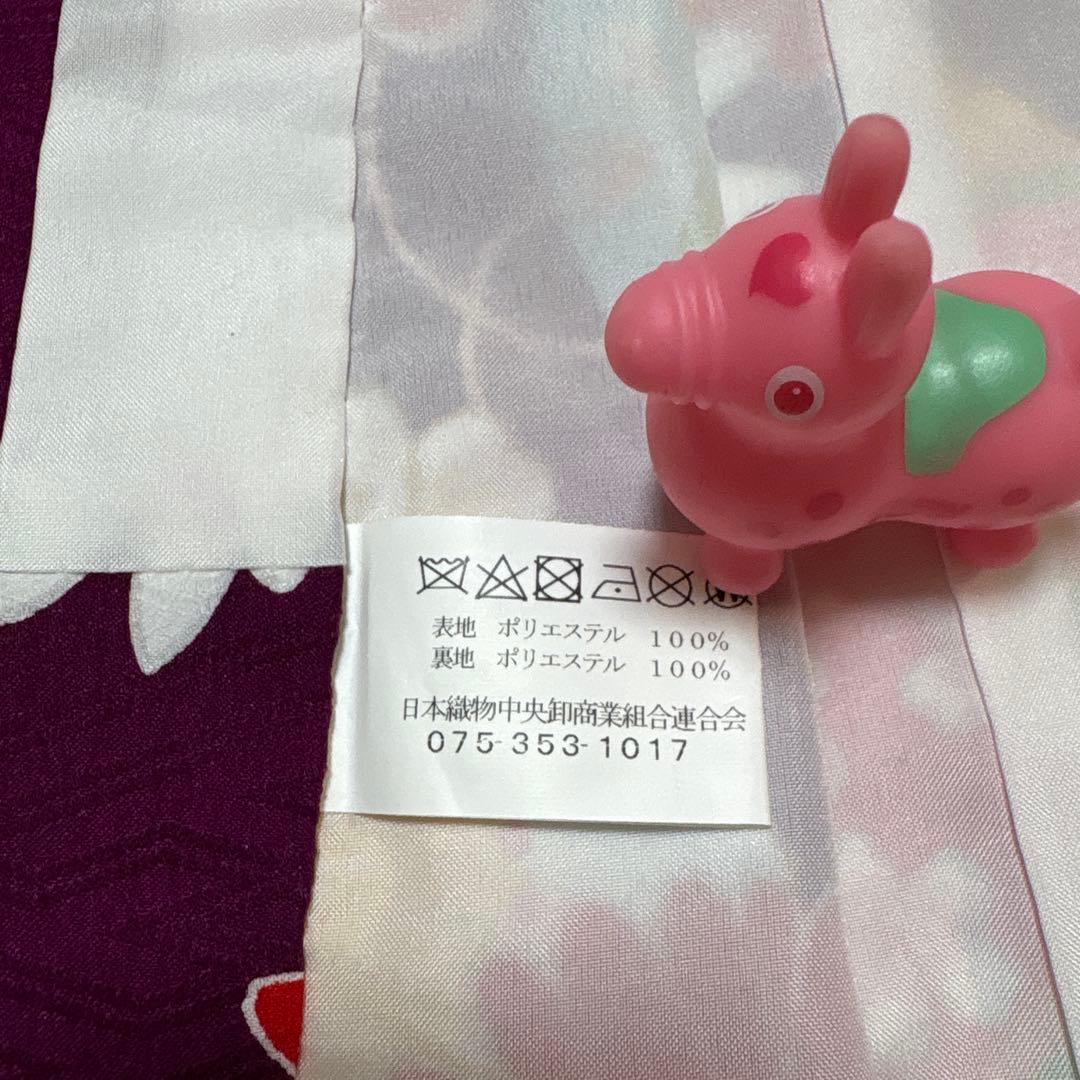 表地 ポリエステル 100%
裏地 ポリエステル 100%
日本織物中央卸商業組合連合会
075-353-1017